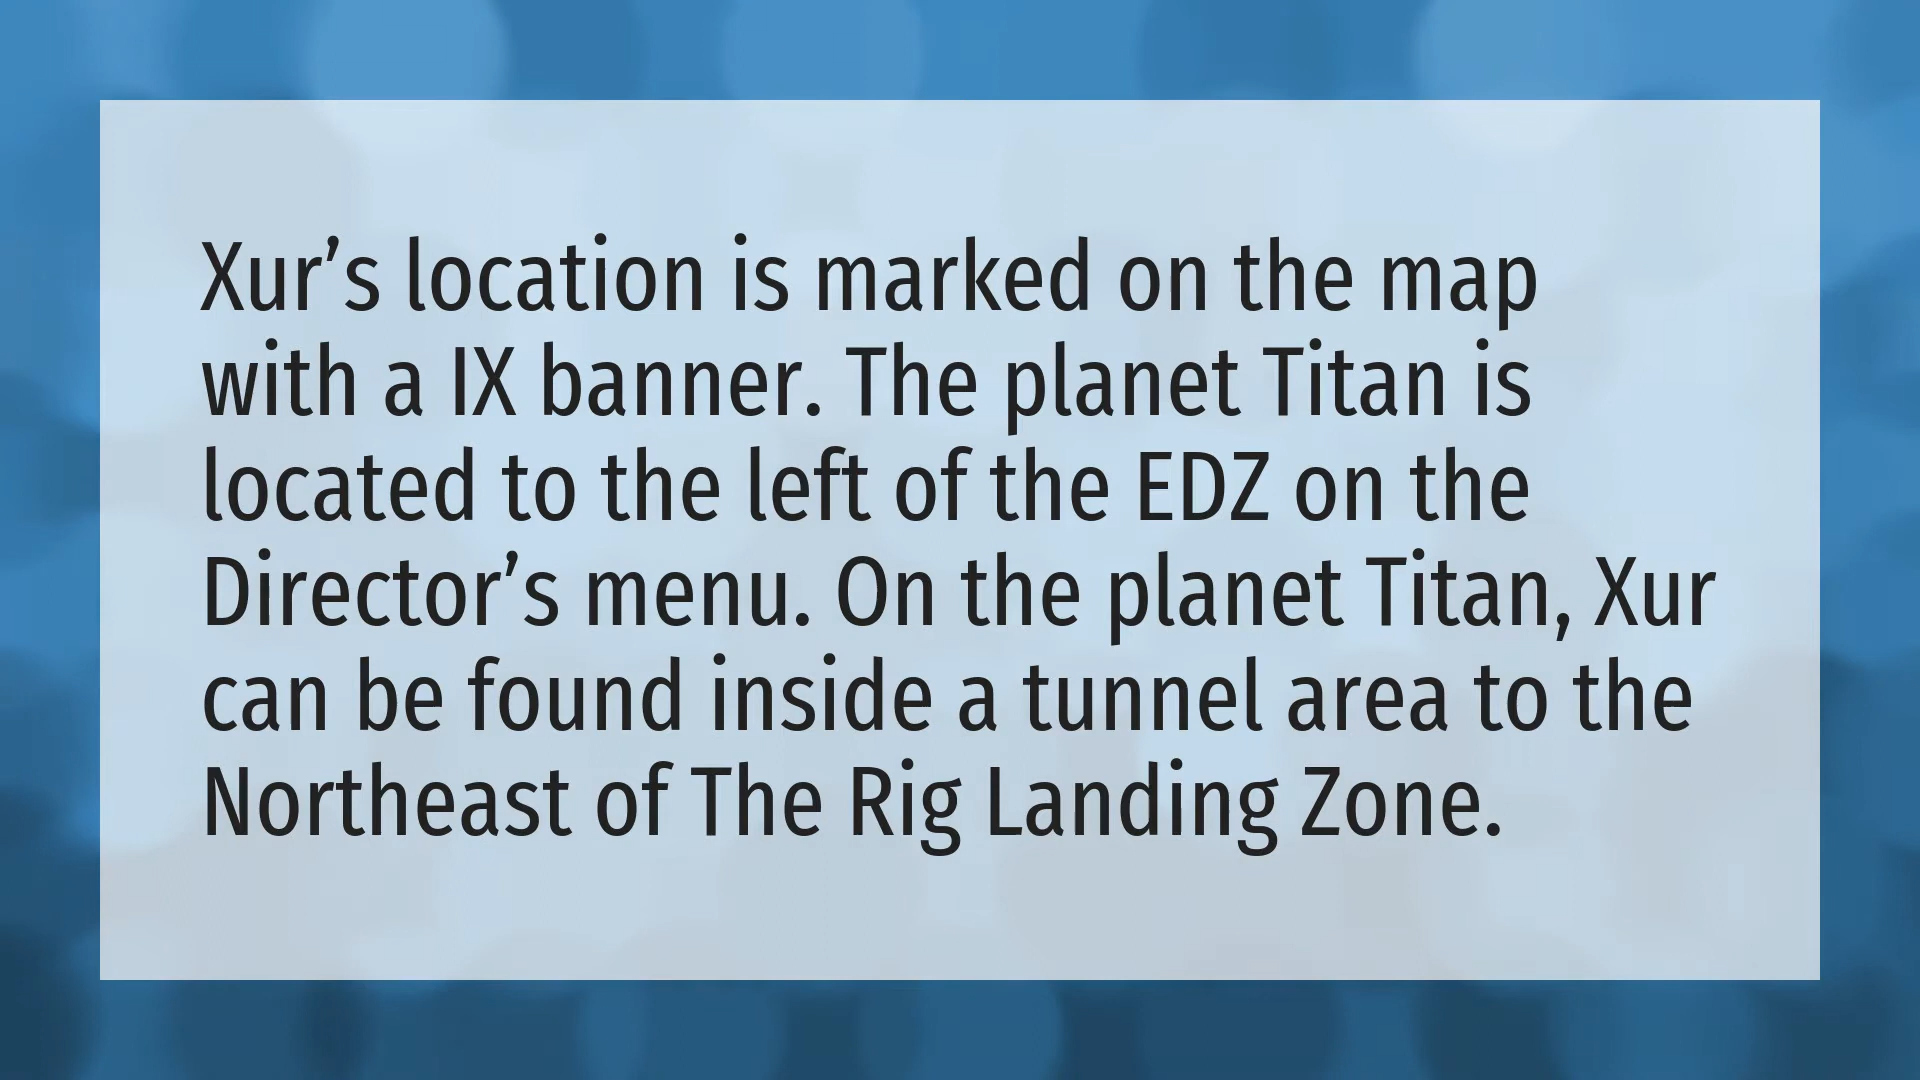 Xur’s location is marked on the map
with a IX banner. The planet Titan is
located to the left of the EDZ on the
Director’s menu. On the planet Titan, Xur
can be found inside a tunnel area to the
Northeast of The Rig Landing Zone.